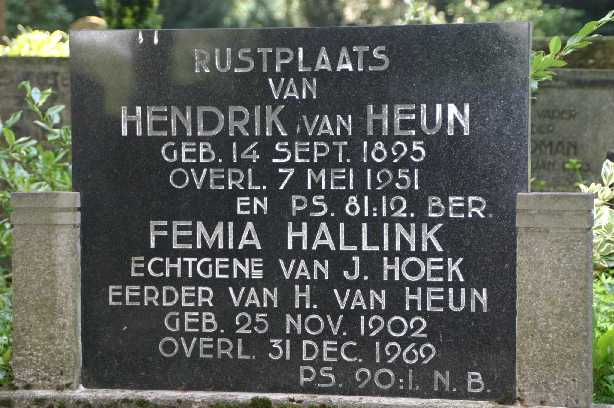 RUSTPLAATS
VAN
HENDRIK VAN HEUN
GEB. 14 SEPT. 1895
OVERL. 7 MEI 1951
EN PS. 81:12. BER.
FEMIA HALLINK
ECHTGENE VAN J. HOEK
EERDER VAN H. VAN HEUN
GEB. 25 NOV. 1902
OVERL. 31 DEC. 1969
PS. 90:1. N. B.
VADER